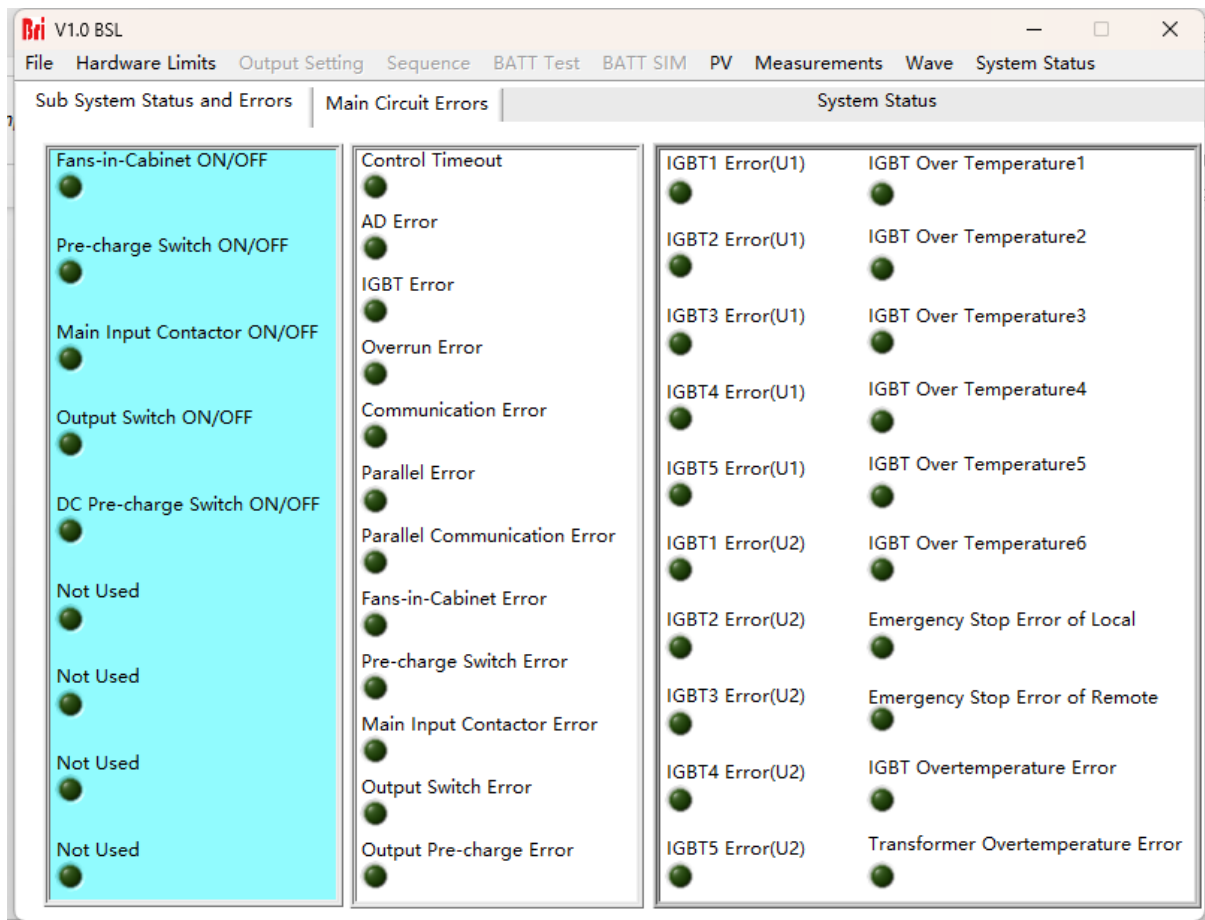 Bri V1.0 BSL
File Hardware Limits Output Setting Sequence BATT Test BATT SIM PV Measurements Wave System Status
Sub System Status and Errors Main Circuit Errors System Status
Fans-in-Cabinet ON/OFF
Pre-charge Switch ON/OFF
Main Input Contactor ON/OFF
Output Switch ON/OFF
DC Pre-charge Switch ON/OFF
Not Used
Not Used
Not Used
Not Used
Control Timeout
AD Error
IGBT Error
Overrun Error
Communication Error
Parallel Error
Parallel Communication Error
Fans-in-Cabinet Error
Pre-charge Switch Error
Main Input Contactor Error
Output Switch Error
Output Pre-charge Error
IGBT1 Error(U1)
IGBT2 Error(U1)
IGBT3 Error(U1)
IGBT4 Error(U1)
IGBT5 Error(U1)
IGBT1 Error(U2)
IGBT2 Error(U2)
IGBT3 Error(U2)
IGBT4 Error(U2)
IGBT5 Error(U2)
IGBT Over Temperature1
IGBT Over Temperature2
IGBT Over Temperature3
IGBT Over Temperature4
IGBT Over Temperature5
IGBT Over Temperature6
Emergency Stop Error of Local
Emergency Stop Error of Remote
IGBT Overtemperature Error
Transformer Overtemperature Error